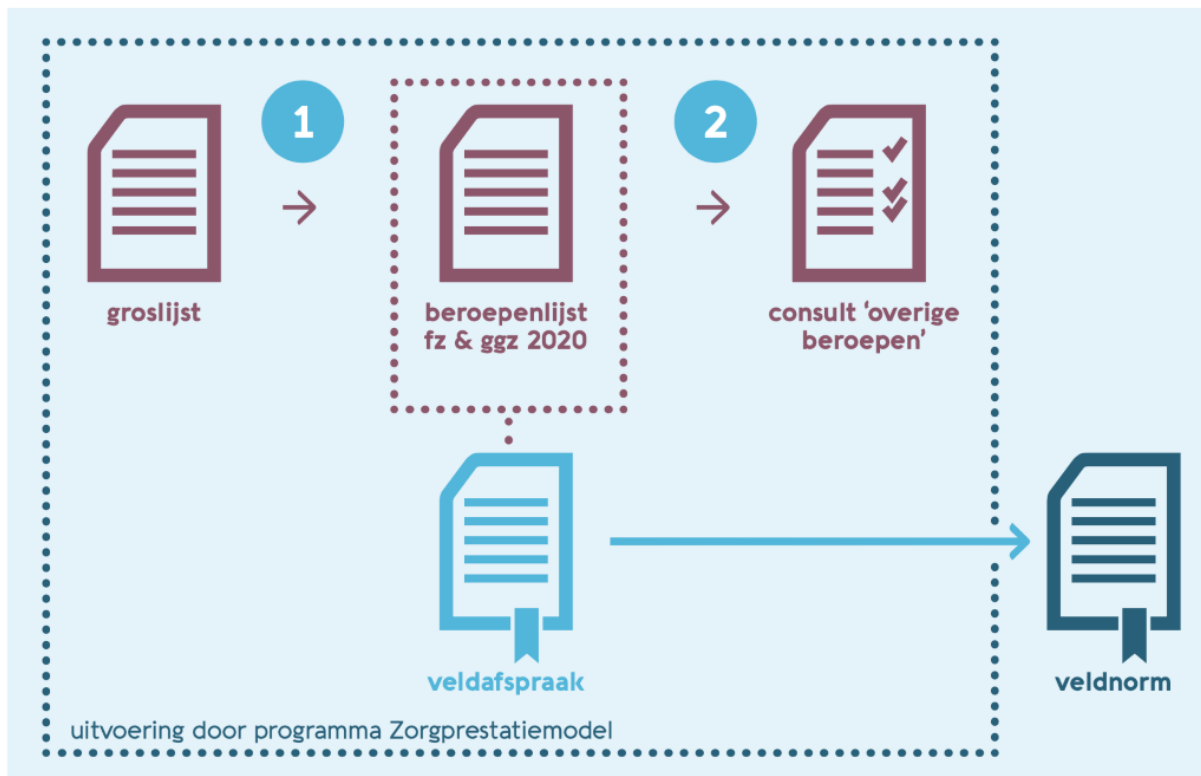 1
2
groslijst
beroepenlijst
fz & ggz 2020
consult ‘overige
beroepen’
veldafspraak
veldnorm
uitvoering door programma Zorgprestatiemodel